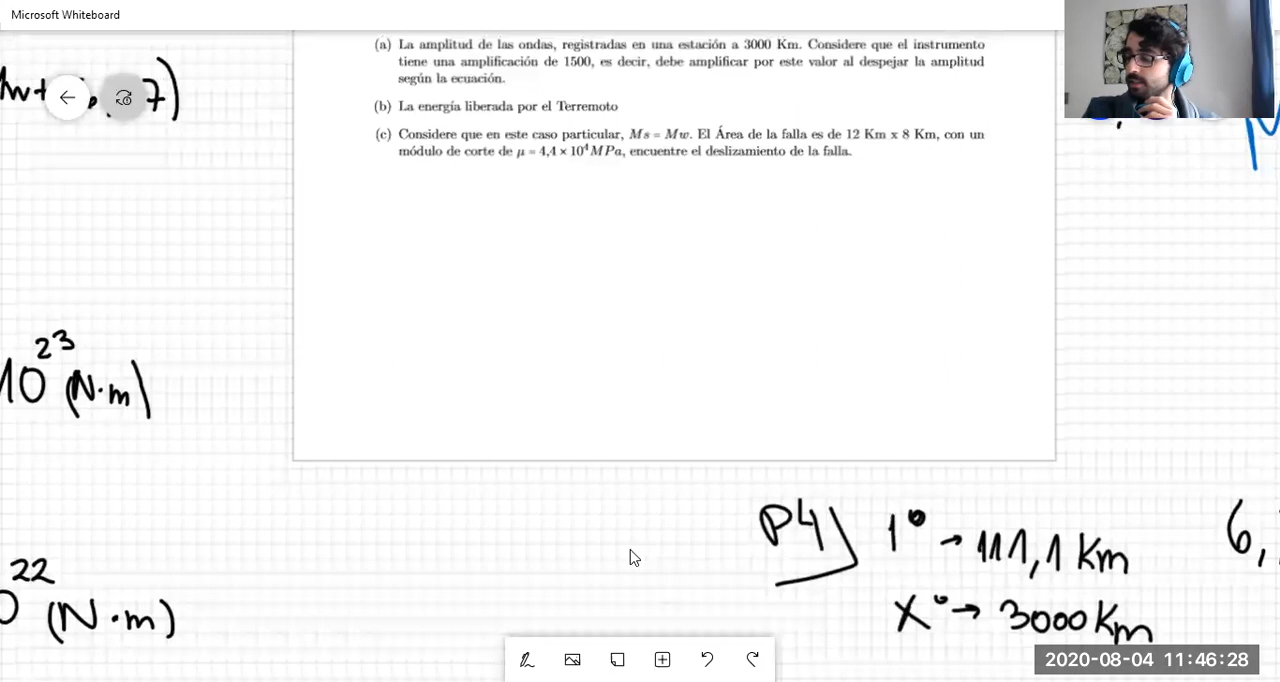 Microsoft Whiteboard
(a) La amplitud de las ondas, registradas en una estación a 3000 Km. Considere que el instrumento
tiene una amplificación de 1500, es decir, debe amplificar por este valor al despejar la amplitud
según la ecuación.
(b) La energía liberada por el Terremoto
(c) Considere que en este caso particular, Ms = Mw. El Área de la falla es de 12 Km x 8 Km, con un
módulo de corte de μ = 4,4 × 10⁴MPa, encuentre el deslizamiento de la falla.
7)
10²³ (N·m)
P4) 1° → 111,1 Km
6,
22
(N·m)
X° → 3000 Km
2020-08-04 11:46:28